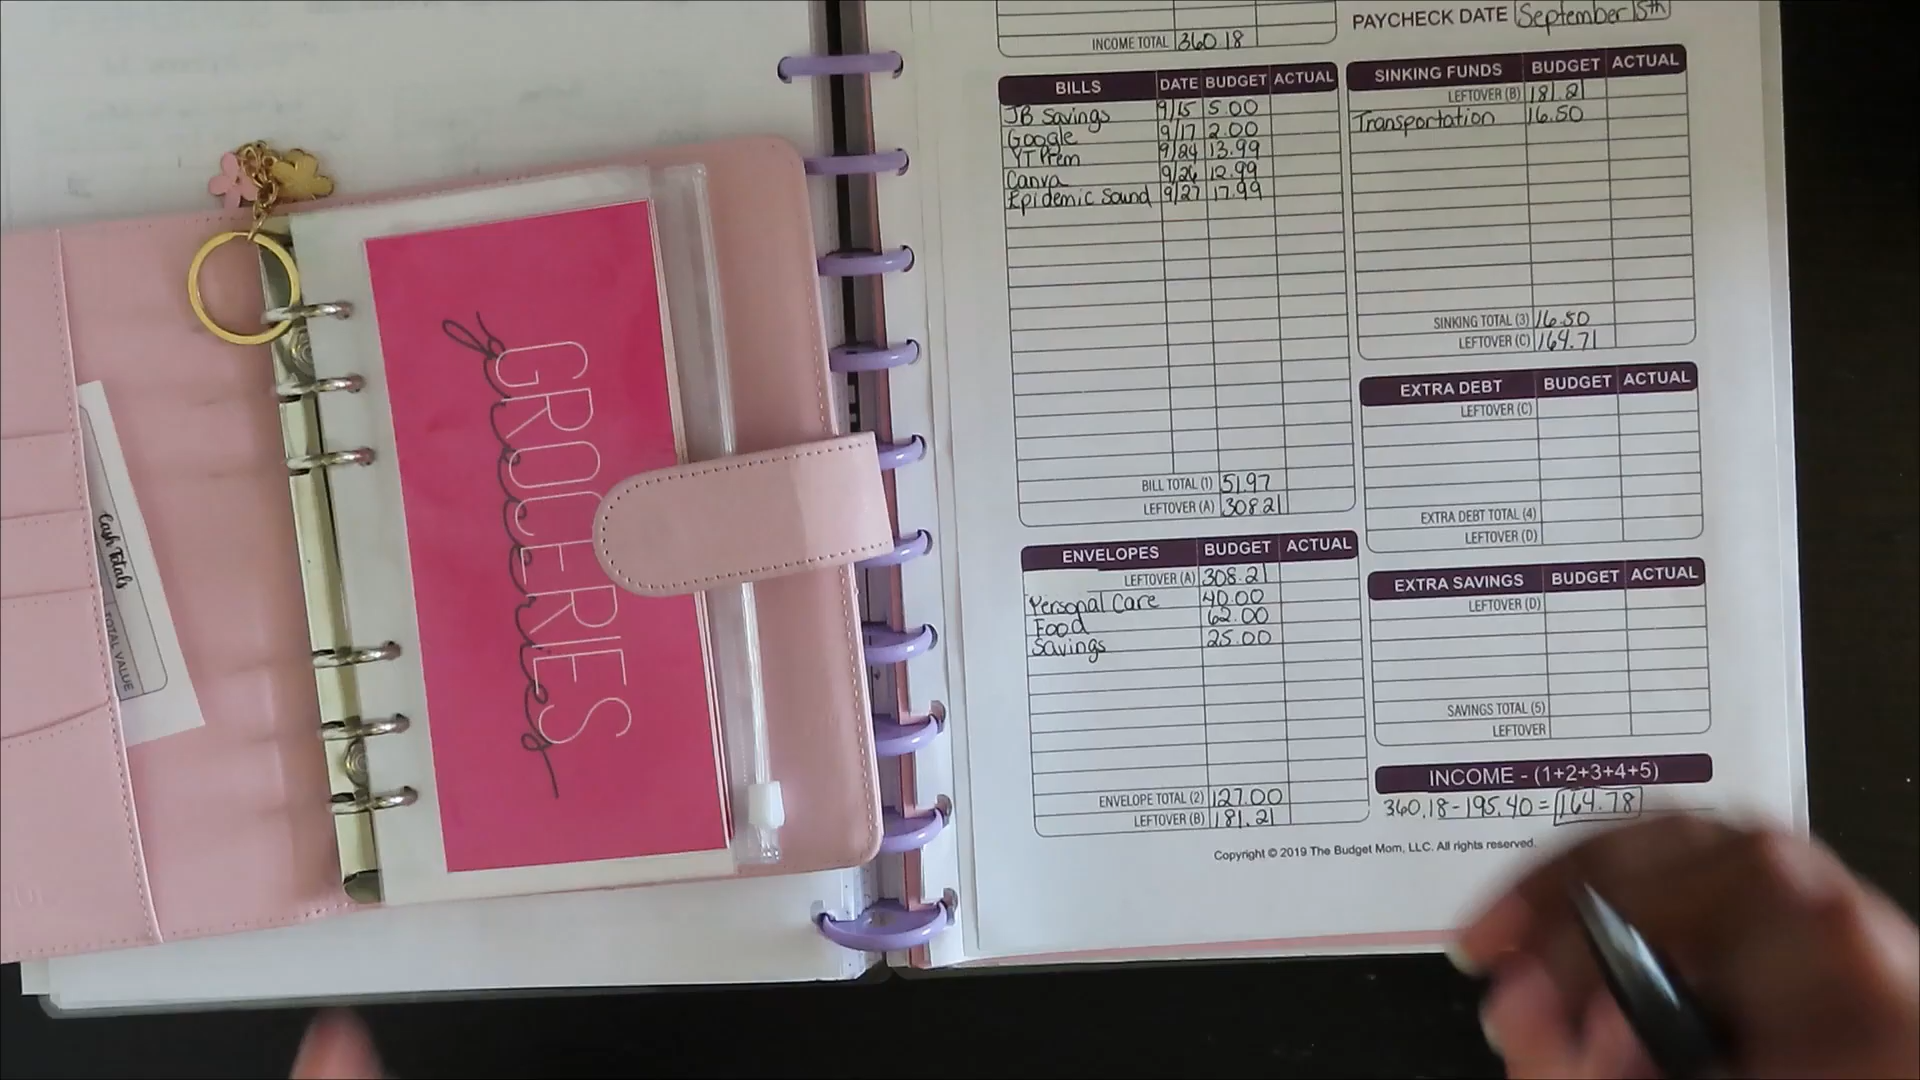 GROCERIES
groceries
Cash Totals
TOTAL VALUE
INCOME TOTAL 360.18
PAYCHECK DATE September 15th
BILLS DATE BUDGET ACTUAL
JB Savings 9/15 5.00
Google 9/17 2.00
YT Prem 9/24 13.99
Canva 9/26 12.99
Epidemic Sound 9/27 17.99
BILL TOTAL (1) 51.97
LEFTOVER (A) 308.21
ENVELOPES BUDGET ACTUAL
LEFTOVER (A) 308.21
Personal Care 40.00
Food 62.00
Savings 25.00
ENVELOPE TOTAL (2) 127.00
LEFTOVER (B) 181.21
SINKING FUNDS BUDGET ACTUAL
LEFTOVER (B) 181.21
Transportation 16.50
SINKING TOTAL (3) 16.50
LEFTOVER (C) 164.71
EXTRA DEBT BUDGET ACTUAL
LEFTOVER (C)
EXTRA DEBT TOTAL (4)
LEFTOVER (D)
EXTRA SAVINGS BUDGET ACTUAL
LEFTOVER (D)
SAVINGS TOTAL (5)
LEFTOVER
INCOME - (1+2+3+4+5)
360.18-195.40=164.78
Copyright © 2019 The Budget Mom, LLC. All rights reserved.